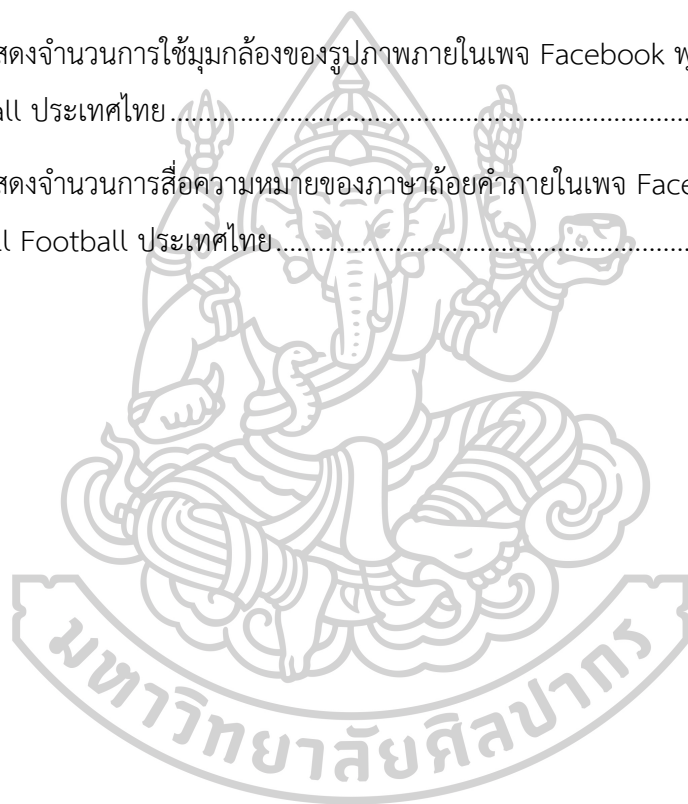 สดงจำนวนการใช้มุมกล้องของรูปภาพภายในเพจ Facebook
all ประเทศไทย
สดงจำนวนการสื่อความหมายของภาษาถ้อยคำภายในเพจ Face
ll Football ประเทศไทย
มหาวิทยาลัยศิลปากร